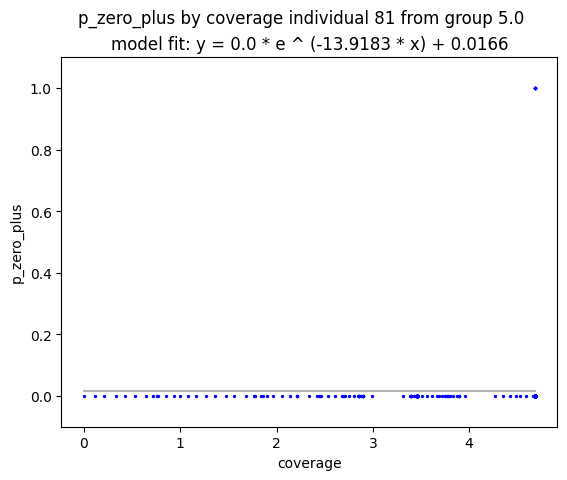 p_zero_plus by coverage individual 81 from group 5.0
model fit: y = 0.0 * e ^ (-13.9183 * x) + 0.0166
1.0
0.8
0.6
0.4
0.2
0.0
p_zero_plus
0 1 2 3 4
coverage